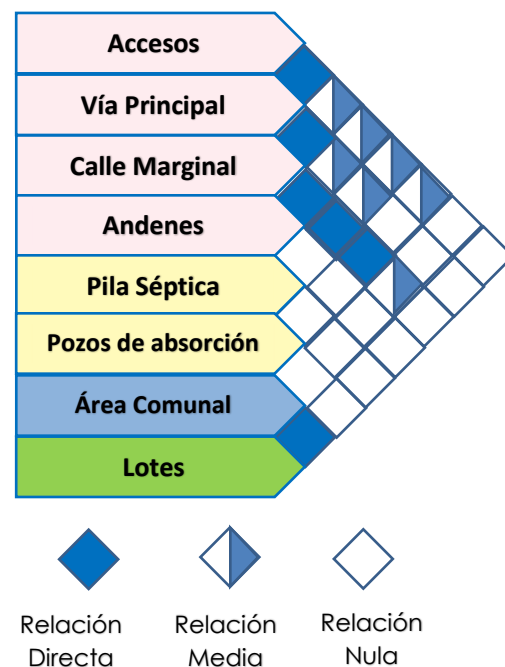 Accesos
Vía Principal
Calle Marginal
Andenes
Pila Séptica
Pozos de absorción
Área Comunal
Lotes
Relación Directa
Relación Media
Relación Nula